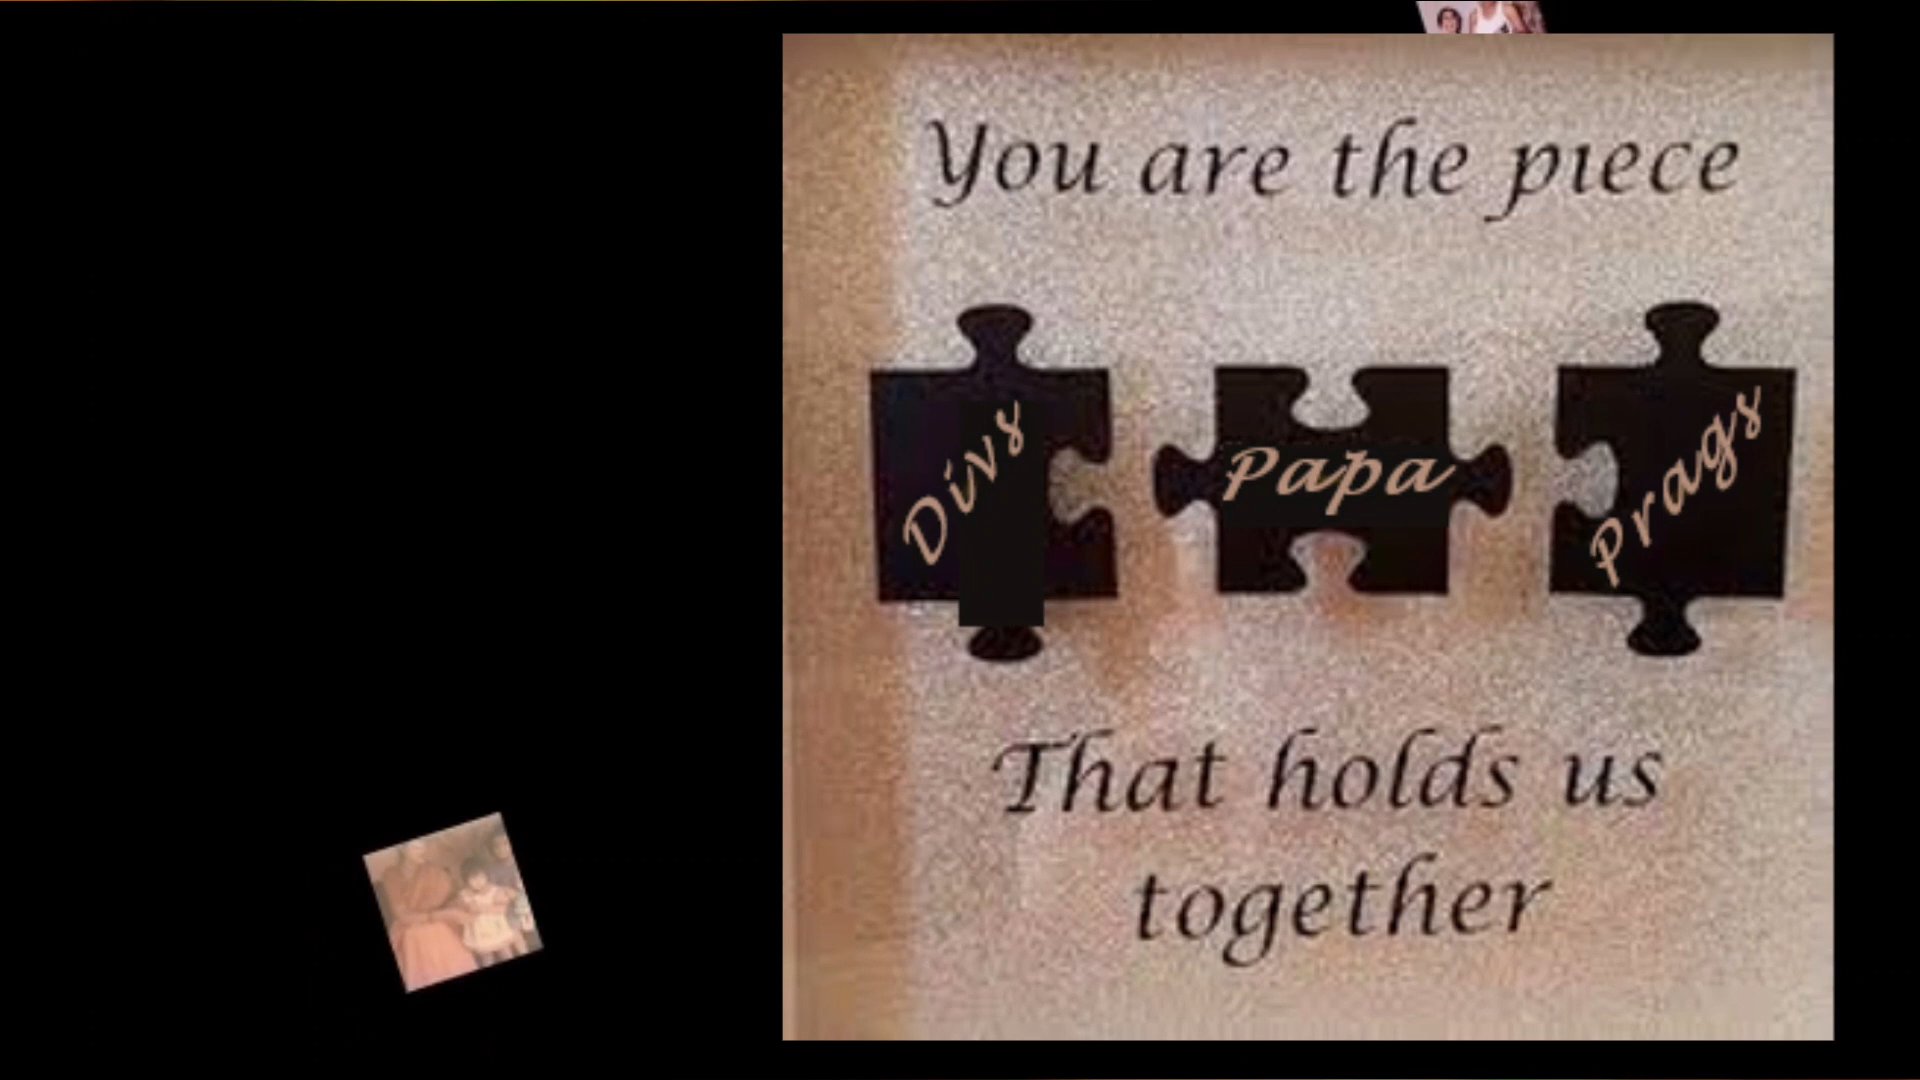 You are the piece
Divs Papa Prags
That holds us
together